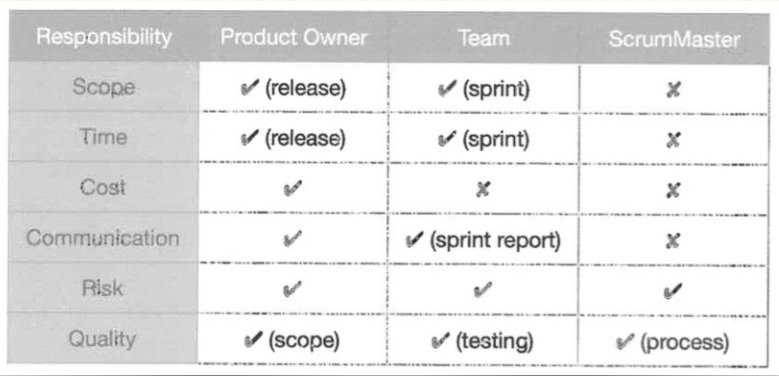 Responsibility Product Owner Team ScrumMaster
Scope ✔ (release) ✔ (sprint) ✘
Time ✔ (release) ✔ (sprint) ✘
Cost ✔ ✘ ✘
Communication ✔ ✔ (sprint report) ✘
Risk ✔ ✔ ✔
Quality ✔ (scope) ✔ (testing) ✔ (process)